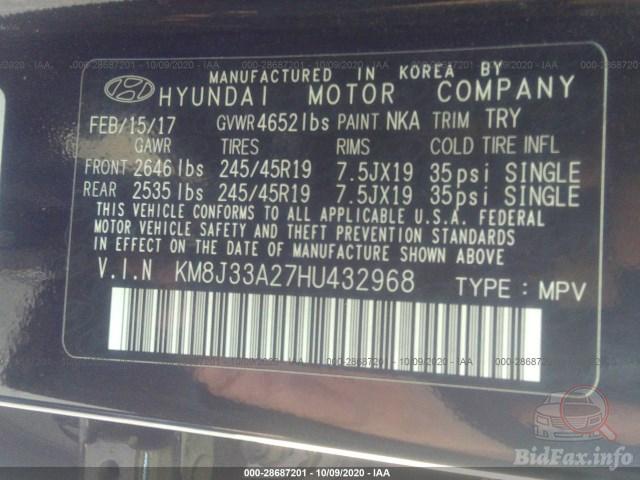 MANUFACTURED IN KOREA BY
HYUNDAI MOTOR COMPANY
FEB/15/17 GVWR 4652lbs PAINT NKA TRIM TRY
GAWR TIRES RIMS COLD TIRE INFL
FRONT 2646lbs 245/45R19 7.5JX19 35psi SINGLE
REAR 2535lbs 245/45R19 7.5JX19 35psi SINGLE
THIS VEHICLE CONFORMS TO ALL APPLICABLE U.S.A. FEDERAL
MOTOR VEHICLE SAFETY AND THEFT PREVENTION STANDARDS
IN EFFECT ON THE DATE OF MANUFACTURE SHOWN ABOVE.
V.I.N KM8J33A27HU432968 TYPE : MPV
000-28687201 - 10/09/2020 - IAA
BidFax.info